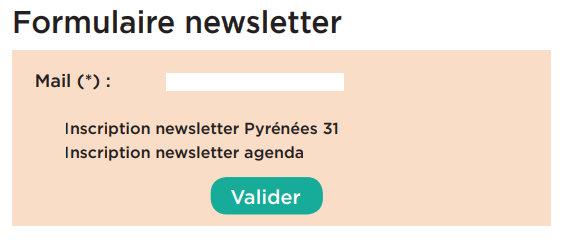 Formulaire newsletter
Mail (*) :
Inscription newsletter Pyrénées 31
Inscription newsletter agenda
Valider